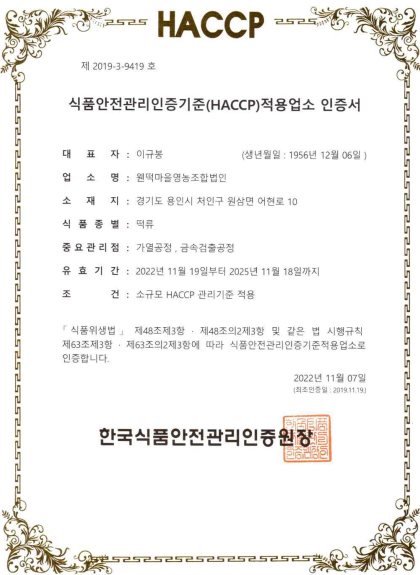 HACCP
제 2019-3-9419 호
식품안전관리인증기준(HACCP)적용업소 인증서
대 표 자 : 이규봉 (생년월일 : 1956년 12월 06일 )
업 소 명 : 웬떡마을영농조합법인
소 재 지 : 경기도 용인시 처인구 원삼면 어현로 10
식 품 종 별 : 떡류
중 요 관 리 점 : 가열공정 , 금속검출공정
유 효 기 간 : 2022년 11월 19일부터 2025년 11월 18일까지
조 건 : 소규모 HACCP 관리기준 적용
「 식품위생법 」 제48조제3항 · 제48조의2제3항 및 같은 법 시행규칙
제63조제3항 · 제63조의2제3항에 따라 식품안전관리인증기준적용업소로
인증합니다.
2022년 11월 07일
(최초인증일 : 2019.11.19)
한국식품안전관리인증원장